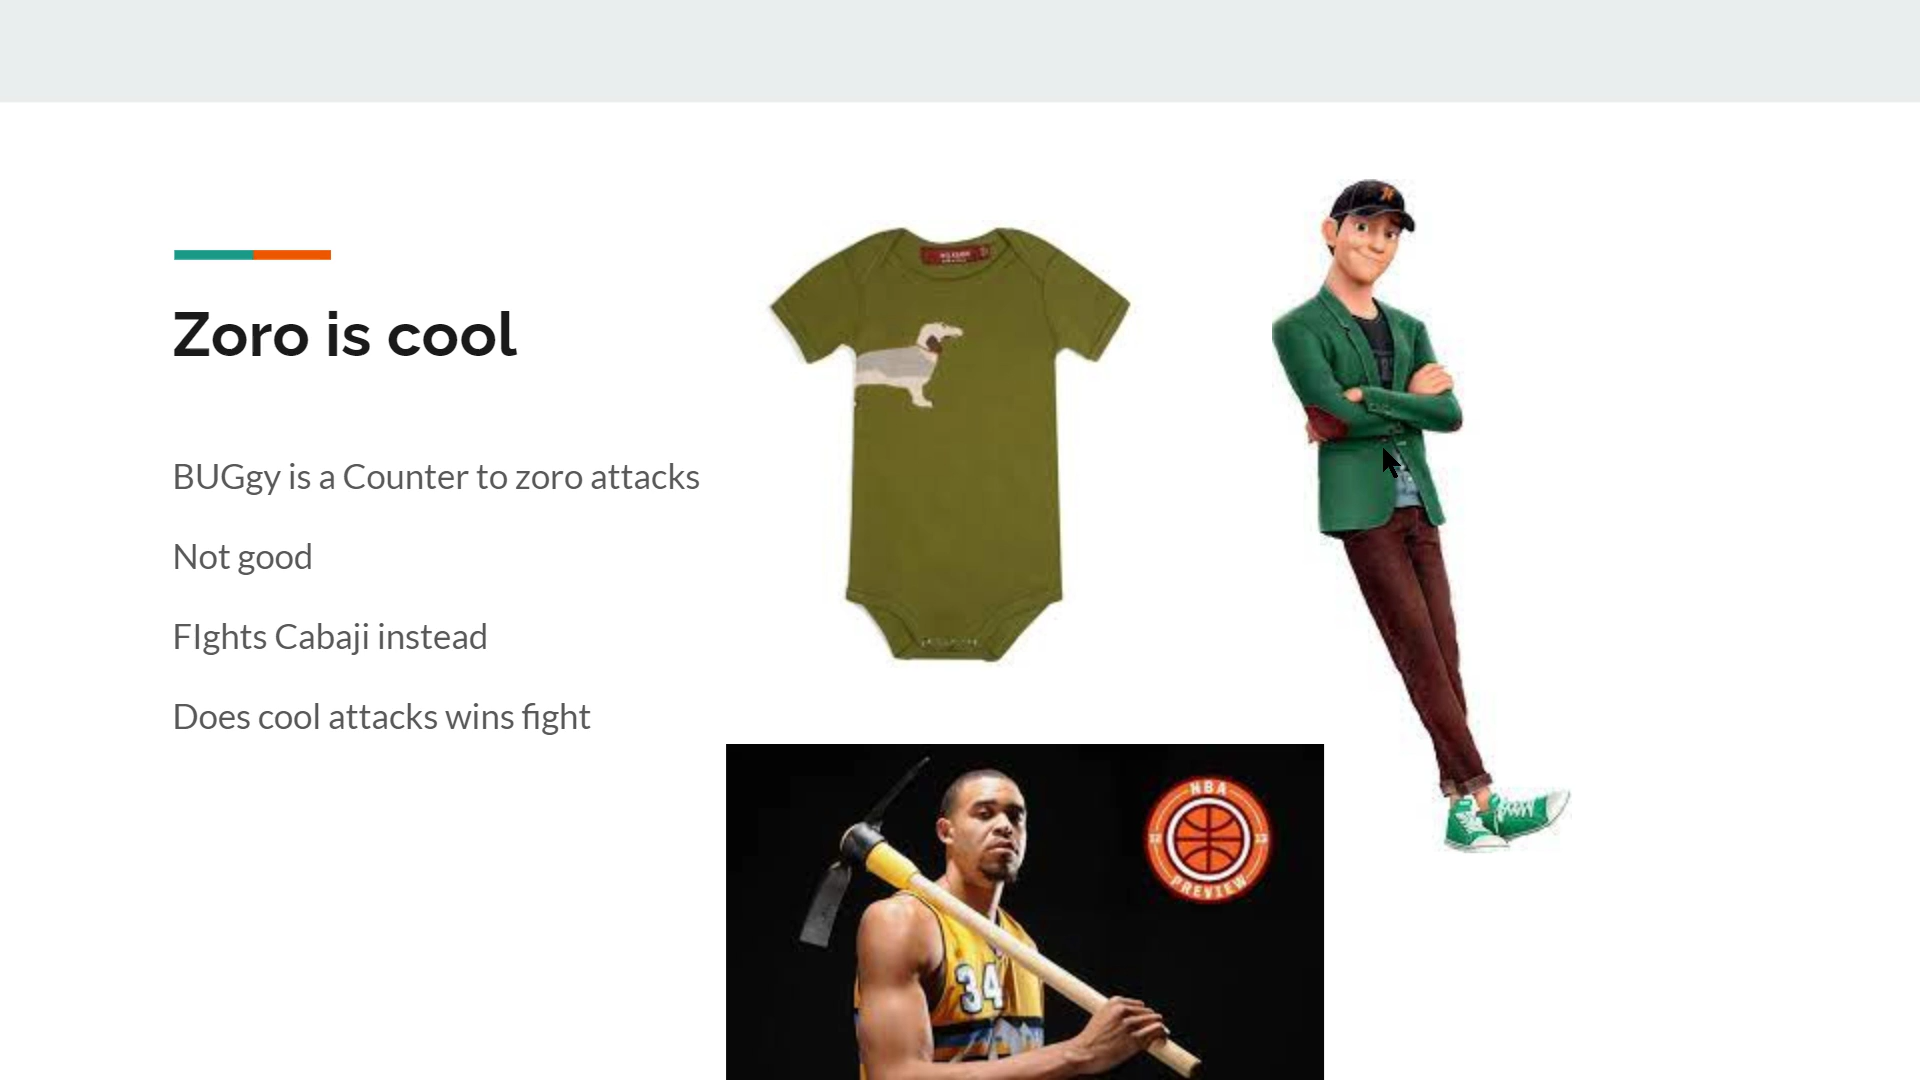 Zoro is cool
BUGgy is a Counter to zoro attacks
Not good
FIghts Cabaji instead
Does cool attacks wins fight
NBA
PREVIEW
34